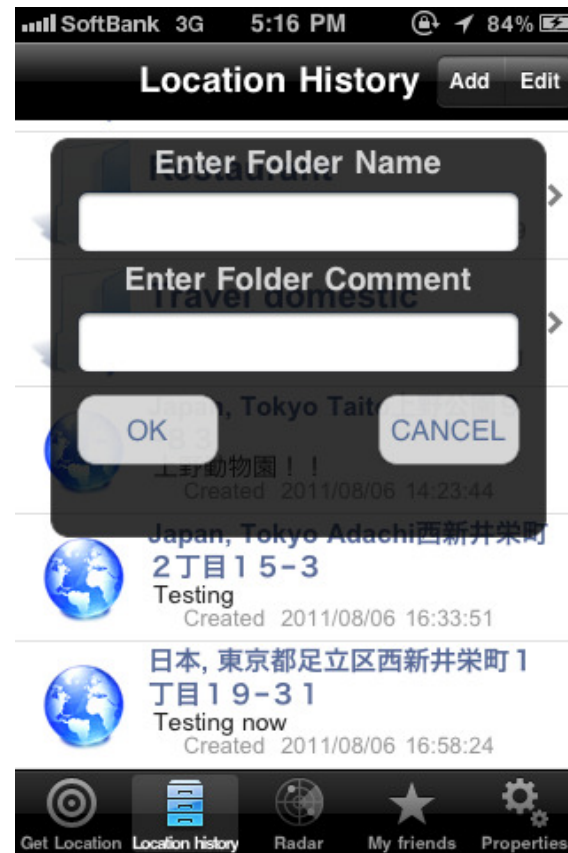 SoftBank 3G 5:16 PM 84%
Location History Add Edit
Enter Folder Name
Restaurant
Enter Folder Comment
Travel domestic
Japan, Tokyo Taito
OK CANCEL
上野動物園！！
Created 2011/08/06 14:23:44
Japan, Tokyo Adachi西新井栄町
２丁目１５−３
Testing
Created 2011/08/06 16:33:51
日本, 東京都足立区西新井栄町１
丁目１９−３１
Testing now
Created 2011/08/06 16:58:24
Get Location Location history Radar My friends Properties